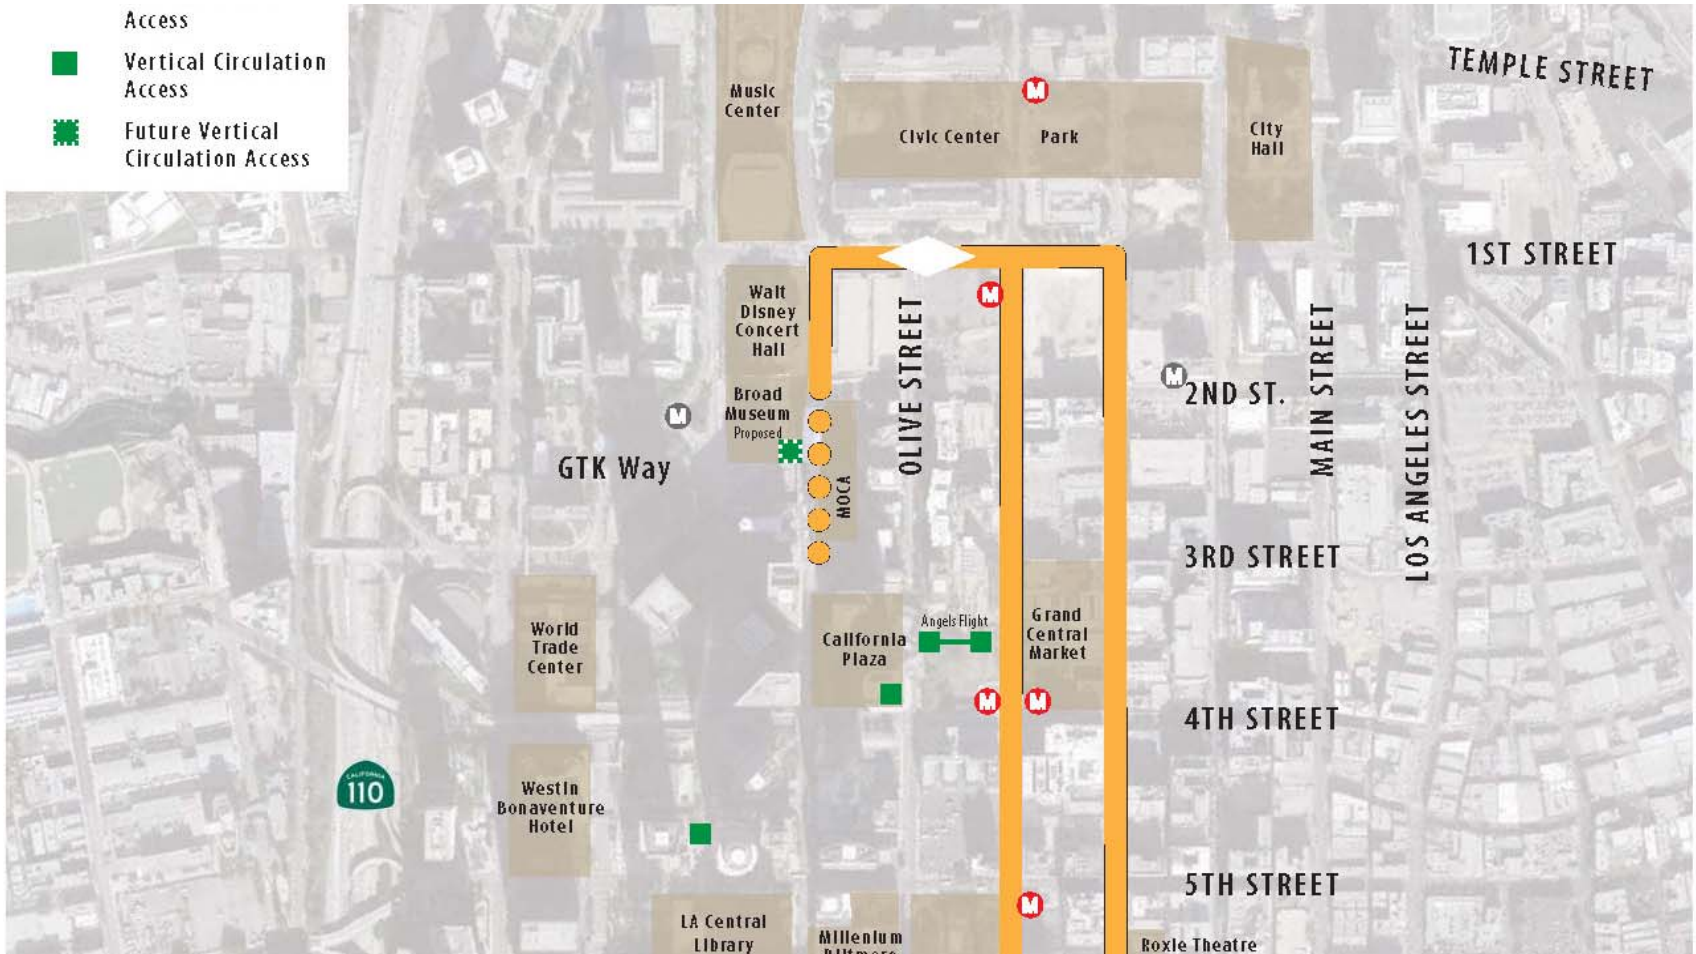 Access
Vertical Circulation
Access
Future Vertical
Circulation Access
TEMPLE STREET
Music
Center
M
Civic Center Park
City
Hall
1ST STREET
Walt
Disney
Concert
Hall
M
OLIVE STREET
MAIN STREET
LOS ANGELES STREET
M
2ND ST.
Broad
Museum
Proposed
M
GTK Way
MOCA
3RD STREET
World
Trade
Center
California
Plaza
Angels Flight
Grand
Central
Market
M
M
4TH STREET
CALIFORNIA
110
Westin
Bonaventure
Hotel
5TH STREET
M
LA Central
Library
Millenium
Biltmore
Roxie Theatre